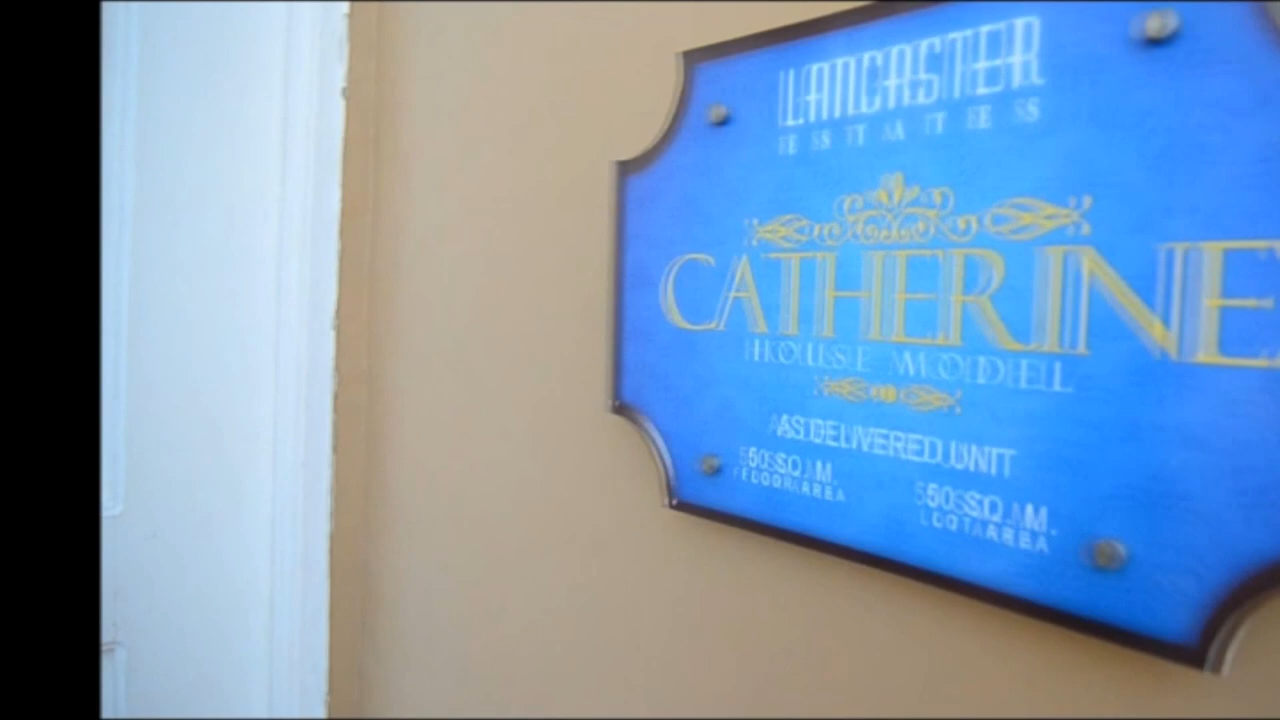 LANCASTER
ESTATES
CATHERINE
HOUSE MODEL
AS DELIVERED UNIT
50 SQ. M.
FLOOR AREA
50 SQ. M.
LOT AREA